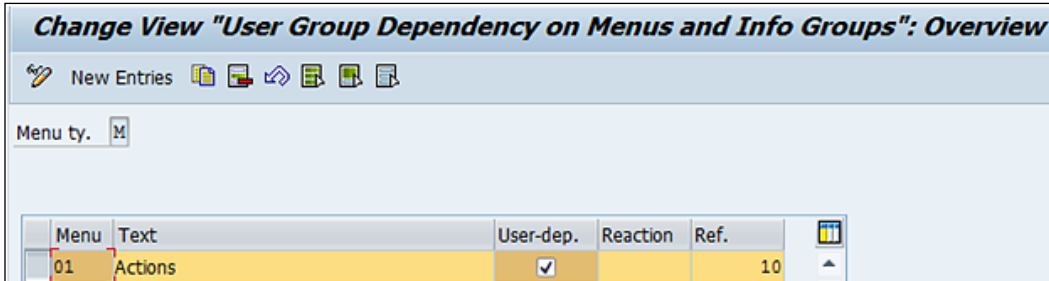 Change View "User Group Dependency on Menus and Info Groups": Overview
New Entries
Menu ty. M
Menu Text User-dep. Reaction Ref.
01 Actions 10